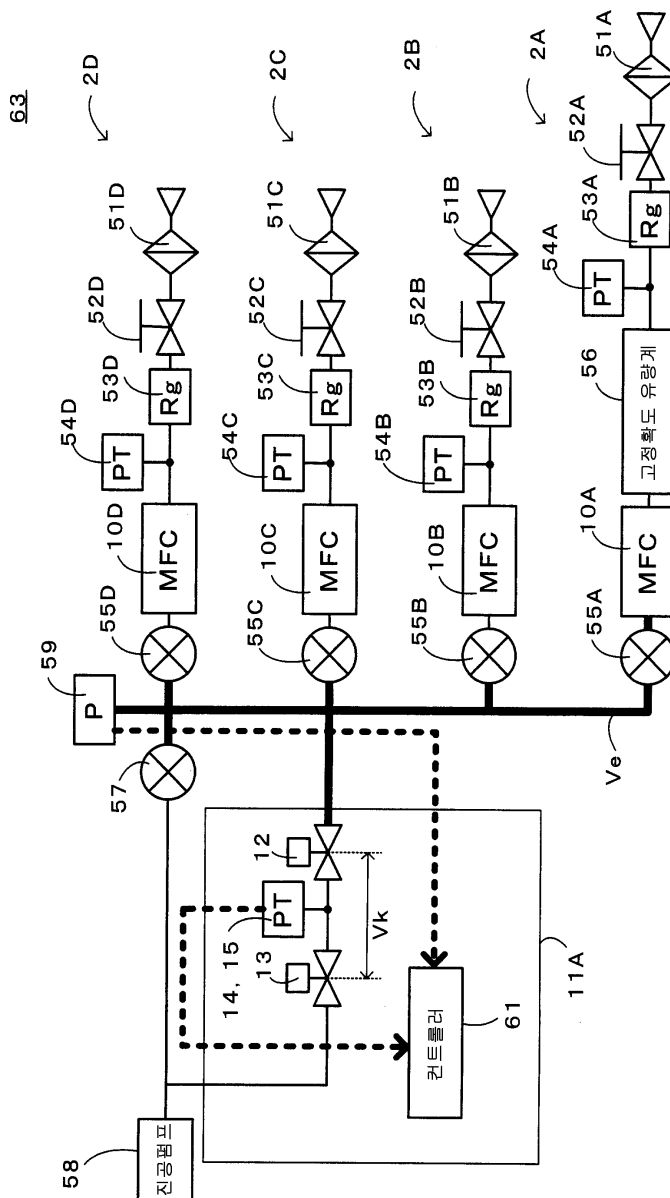 63
2D
2C
2B
2A
51D
52D
53D
Rg
54D
PT
10D
MFC
55D
51C
52C
53C
Rg
54C
PT
10C
MFC
55C
51B
52B
53B
Rg
54B
PT
10B
MFC
55B
51A
52A
53A
Rg
54A
PT
56
고정확도 유량계
10A
MFC
55A
59
P
57
Ve
12
PT
14, 15
13
Vk
11A
컨트롤러
61
58
진공펌프